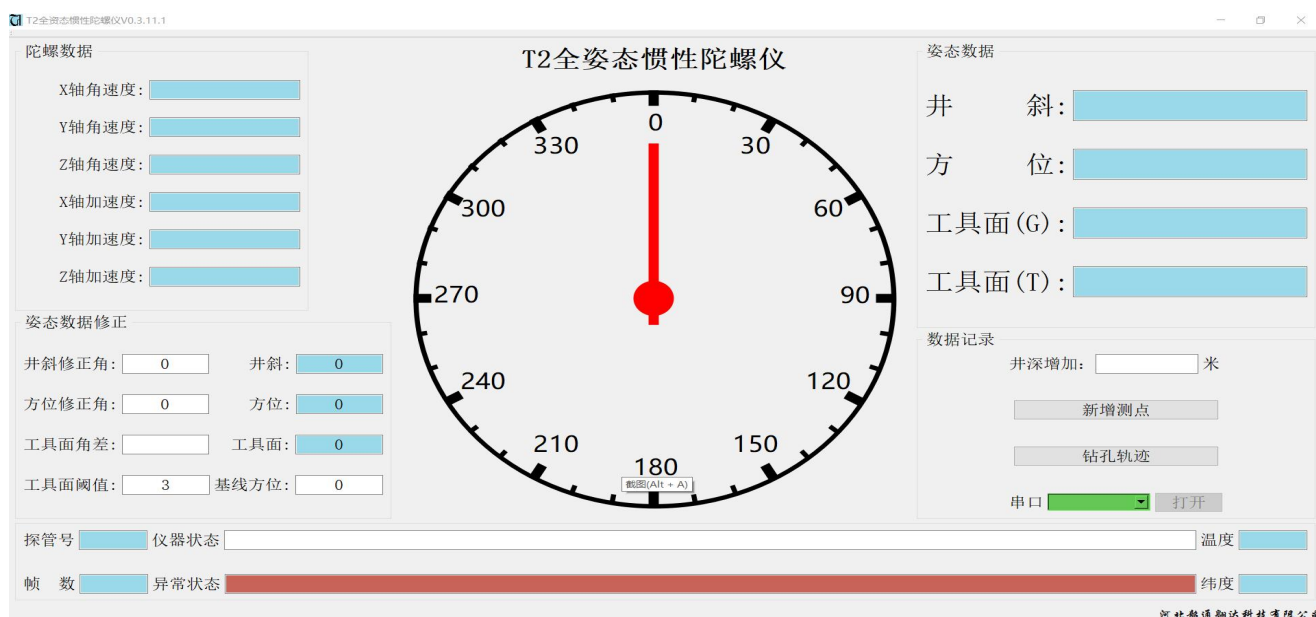 T2全姿态惯性陀螺仪V0.3.11.1
T2全姿态惯性陀螺仪
陀螺数据
X轴角速度:
Y轴角速度:
Z轴角速度:
X轴加速度:
Y轴加速度:
Z轴加速度:
姿态数据修正
井斜修正角: 0 井斜: 0
方位修正角: 0 方位: 0
工具面角差: 工具面: 0
工具面阈值: 3 基线方位: 0
0
30
60
90
120
150
180
210
240
270
300
330
截图(Alt + A)
姿态数据
井 斜:
方 位:
工具面(G):
工具面(T):
数据记录
井深增加: 米
新增测点
钻孔轨迹
串口 打开
探管号 仪器状态 温度
帧 数 异常状态 纬度